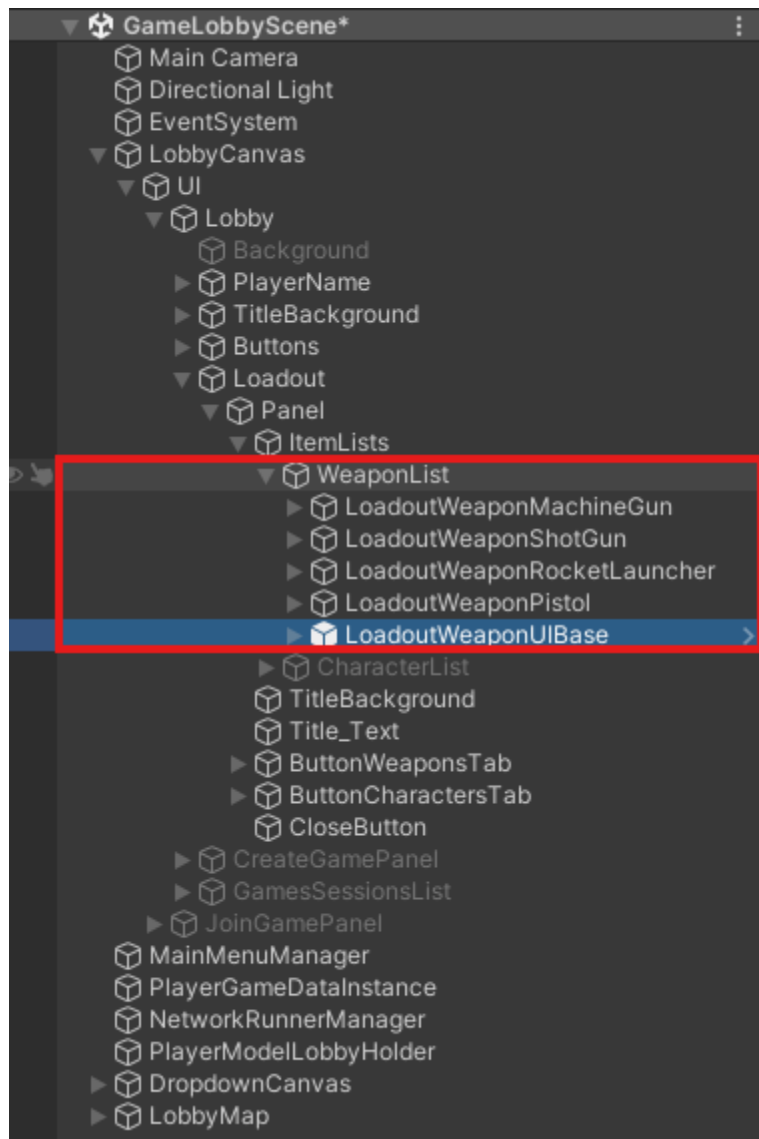 GameLobbyScene*
Main Camera
Directional Light
EventSystem
LobbyCanvas
UI
Lobby
Background
PlayerName
TitleBackground
Buttons
Loadout
Panel
ItemLists
WeaponList
LoadoutWeaponMachineGun
LoadoutWeaponShotGun
LoadoutWeaponRocketLauncher
LoadoutWeaponPistol
LoadoutWeaponUIBase
CharacterList
TitleBackground
Title_Text
ButtonWeaponsTab
ButtonCharactersTab
CloseButton
CreateGamePanel
GamesSessionsList
JoinGamePanel
MainMenuManager
PlayerGameDataInstance
NetworkRunnerManager
PlayerModelLobbyHolder
DropdownCanvas
LobbyMap